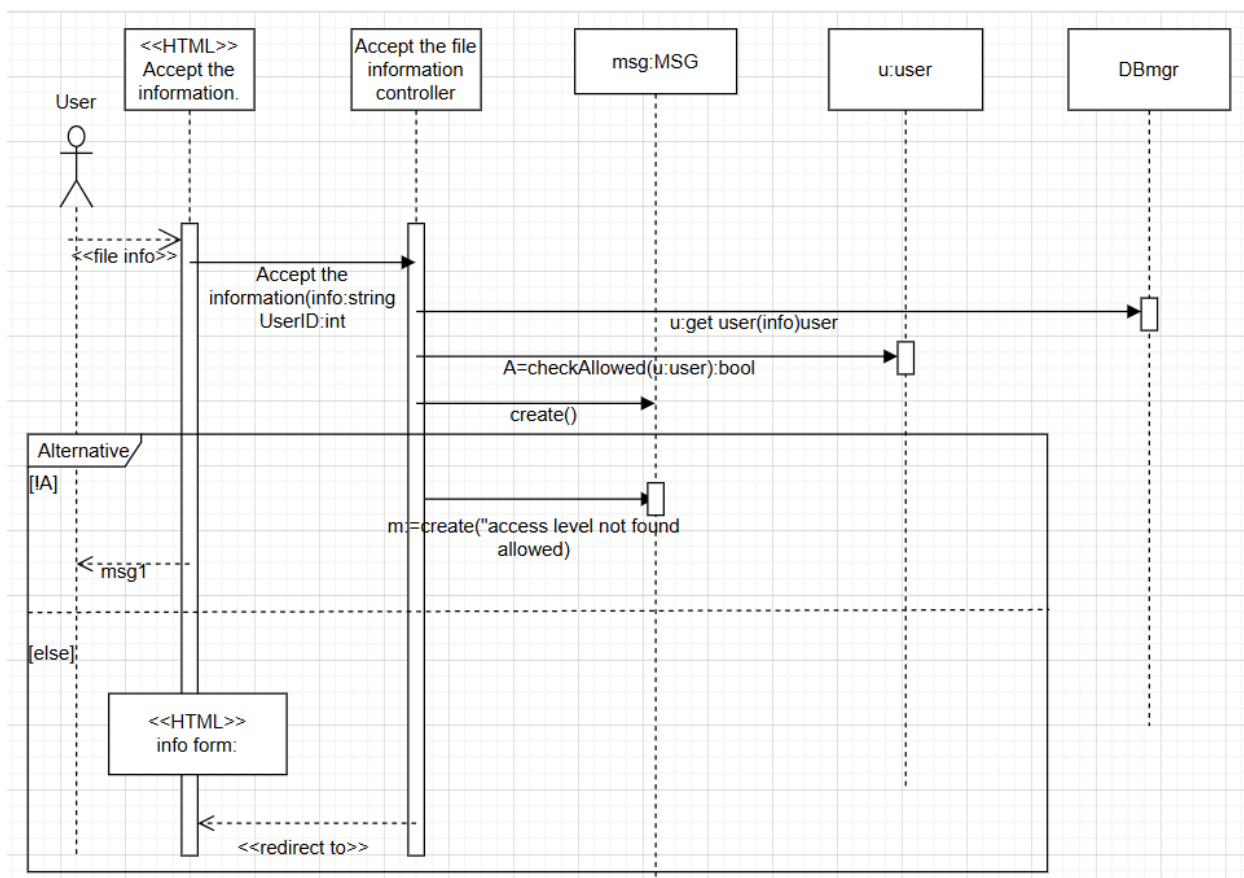 <<HTML>>
Accept the
information.
Accept the file
information
controller
msg:MSG
u:user
DBmgr
User
<<file info>>
Accept the
information(info:string
UserID:int
u:get user(info)user
A=checkAllowed(u:user):bool
create()
Alternative
[!A]
m:=create("access level not found
allowed)
msg1
[else]
<<HTML>>
info form:
<<redirect to>>